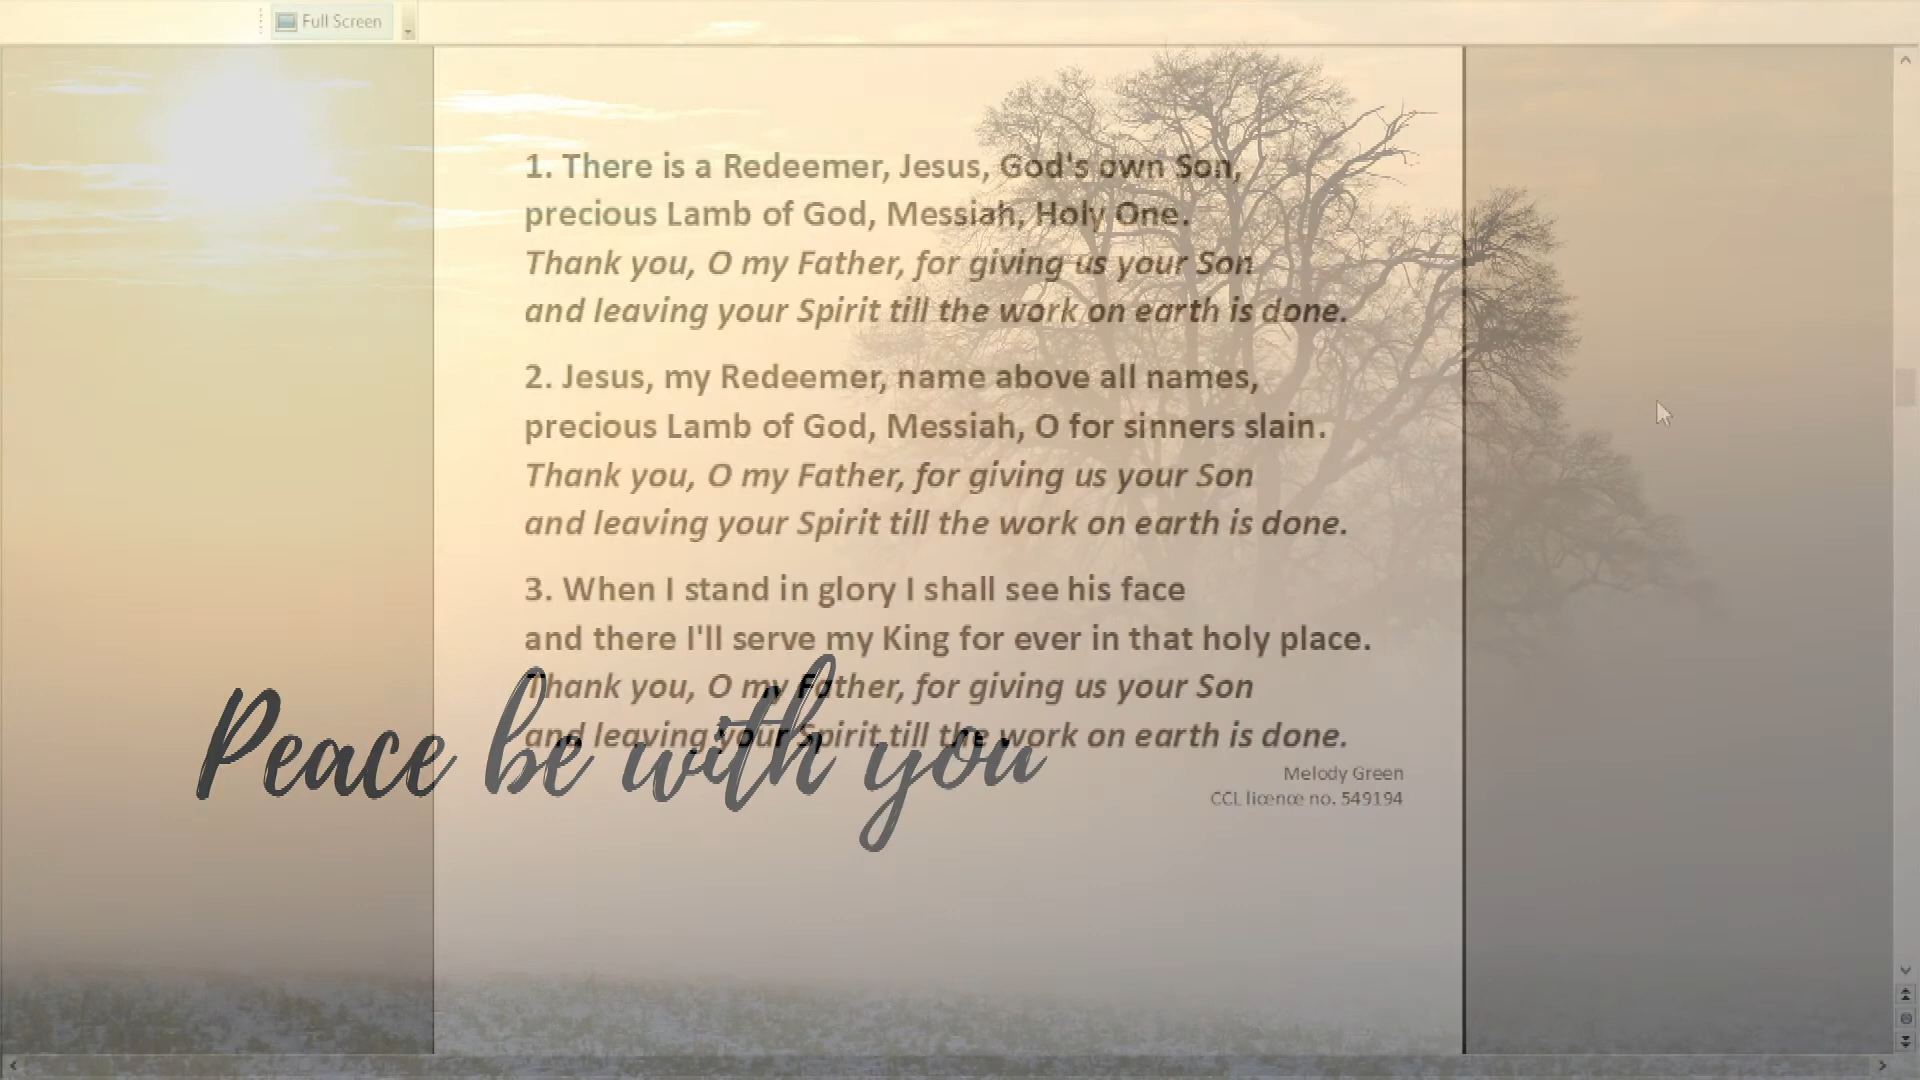 Full Screen
1. There is a Redeemer, Jesus, God's own Son,
precious Lamb of God, Messiah, Holy One.
Thank you, O my Father, for giving us your Son
and leaving your Spirit till the work on earth is done.
2. Jesus, my Redeemer, name above all names,
precious Lamb of God, Messiah, O for sinners slain.
Thank you, O my Father, for giving us your Son
and leaving your Spirit till the work on earth is done.
3. When I stand in glory I shall see his face
and there I'll serve my King for ever in that holy place.
Thank you, O my Father, for giving us your Son
and leaving your Spirit till the work on earth is done.
Peace be with you
Melody Green
CCL licence no. 549194